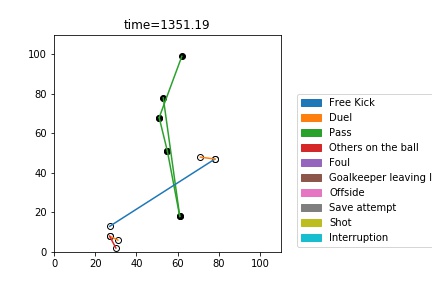 time=1351.19
100
80
60
40
20
0
0 20 40 60 80 100
Free Kick
Duel
Pass
Others on the ball
Foul
Goalkeeper leaving l
Offside
Save attempt
Shot
Interruption